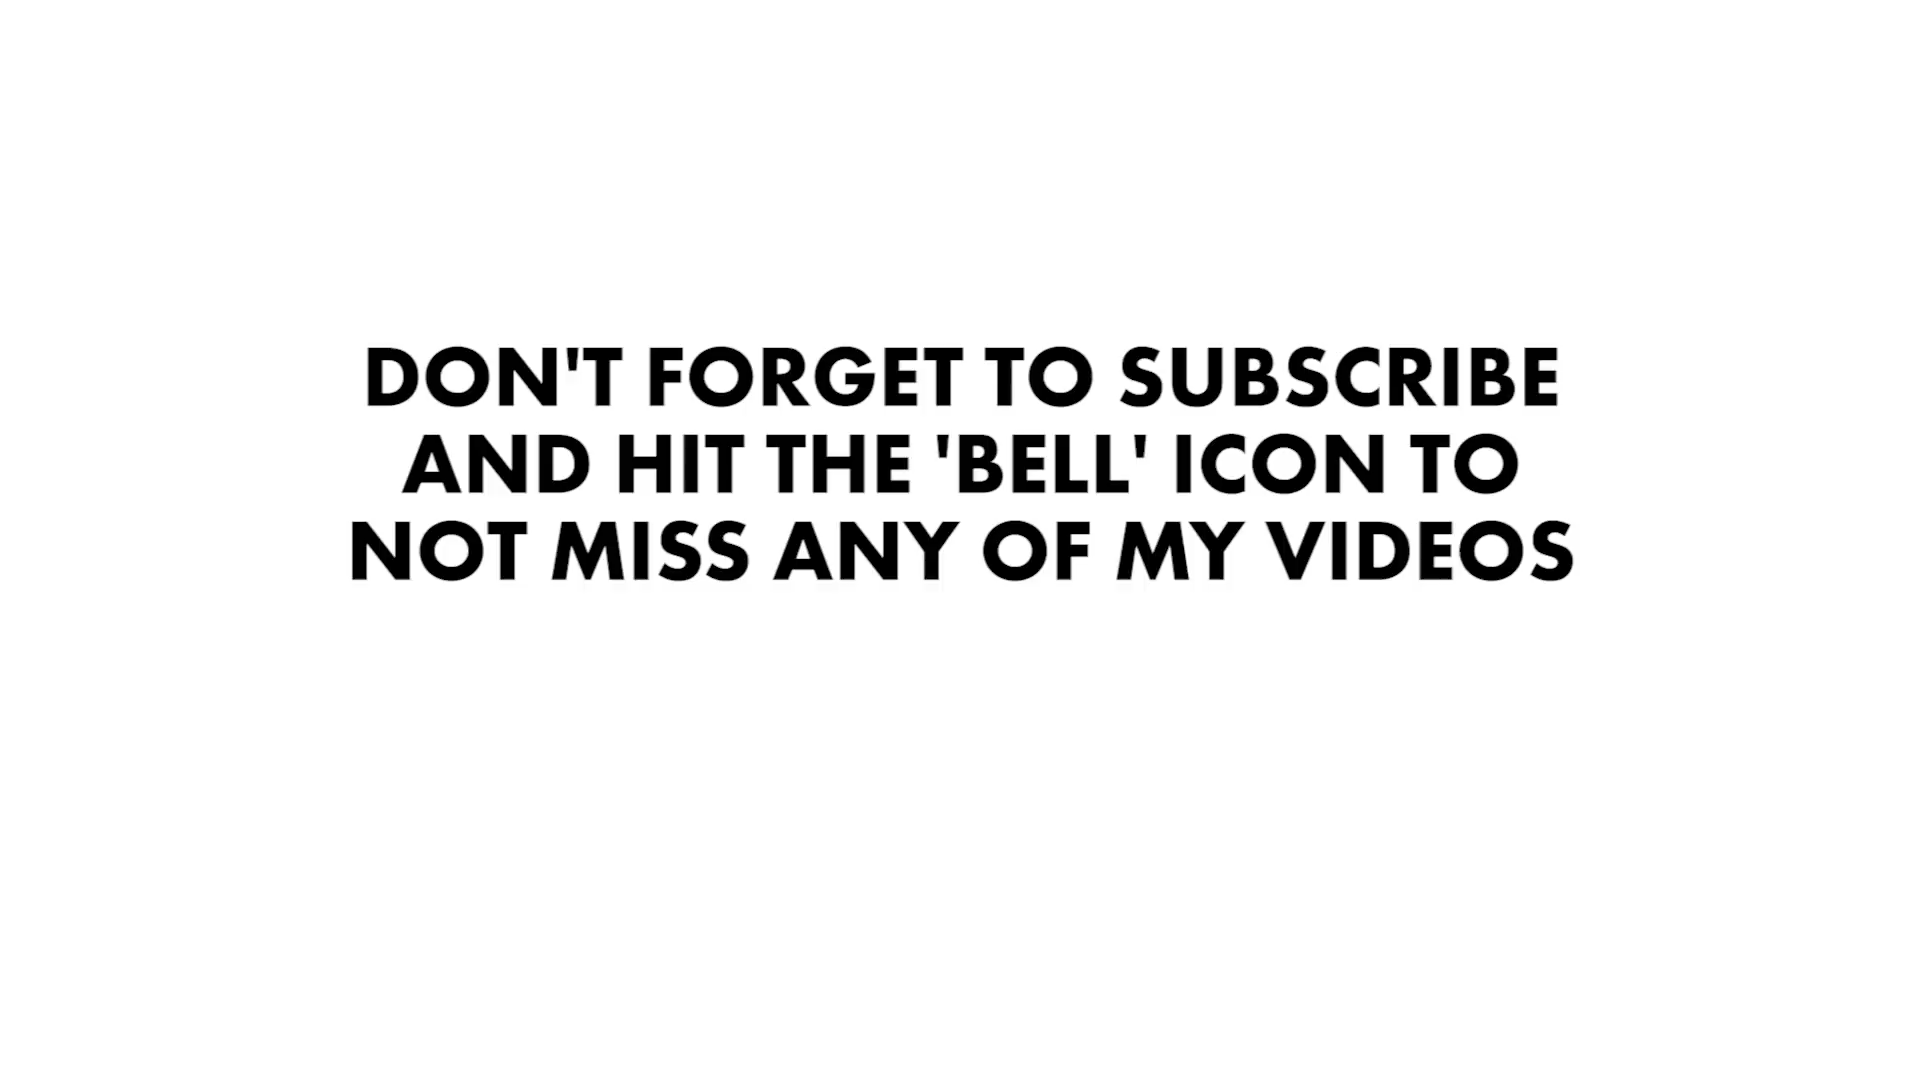 DON'T FORGET TO SUBSCRIBE
AND HIT THE 'BELL' ICON TO
NOT MISS ANY OF MY VIDEOS